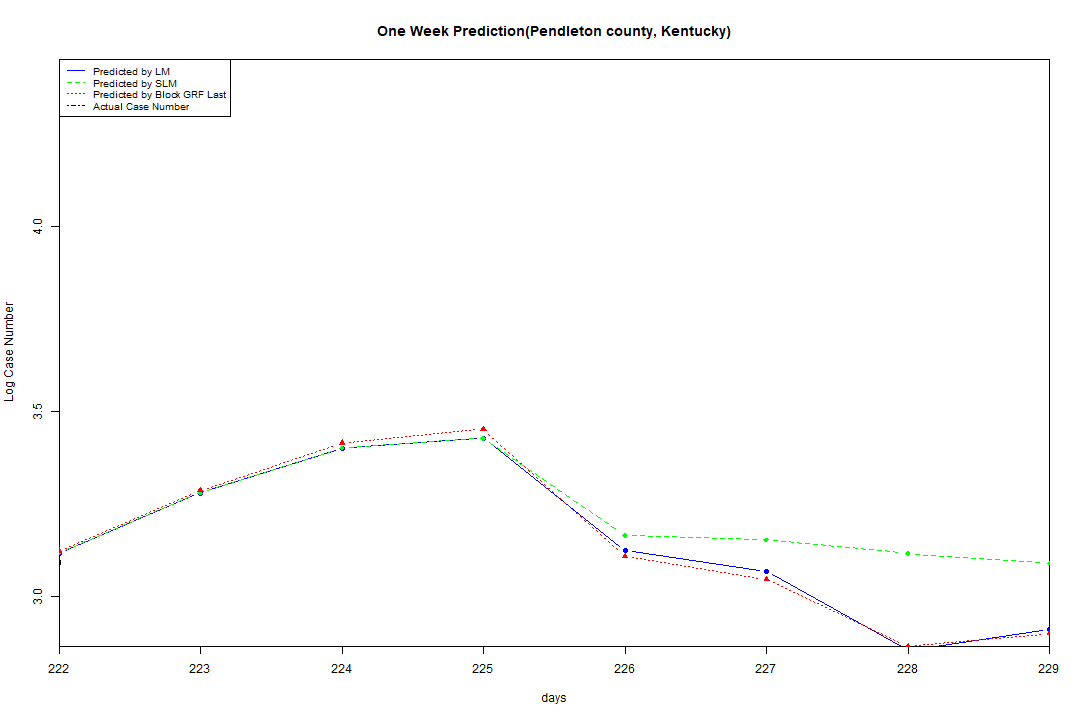 One Week Prediction(Pendleton county, Kentucky)
Predicted by LM
Predicted by SLM
Predicted by Block GRF Last
Actual Case Number
4.0
3.5
3.0
Log Case Number
222 223 224 225 226 227 228 229
days